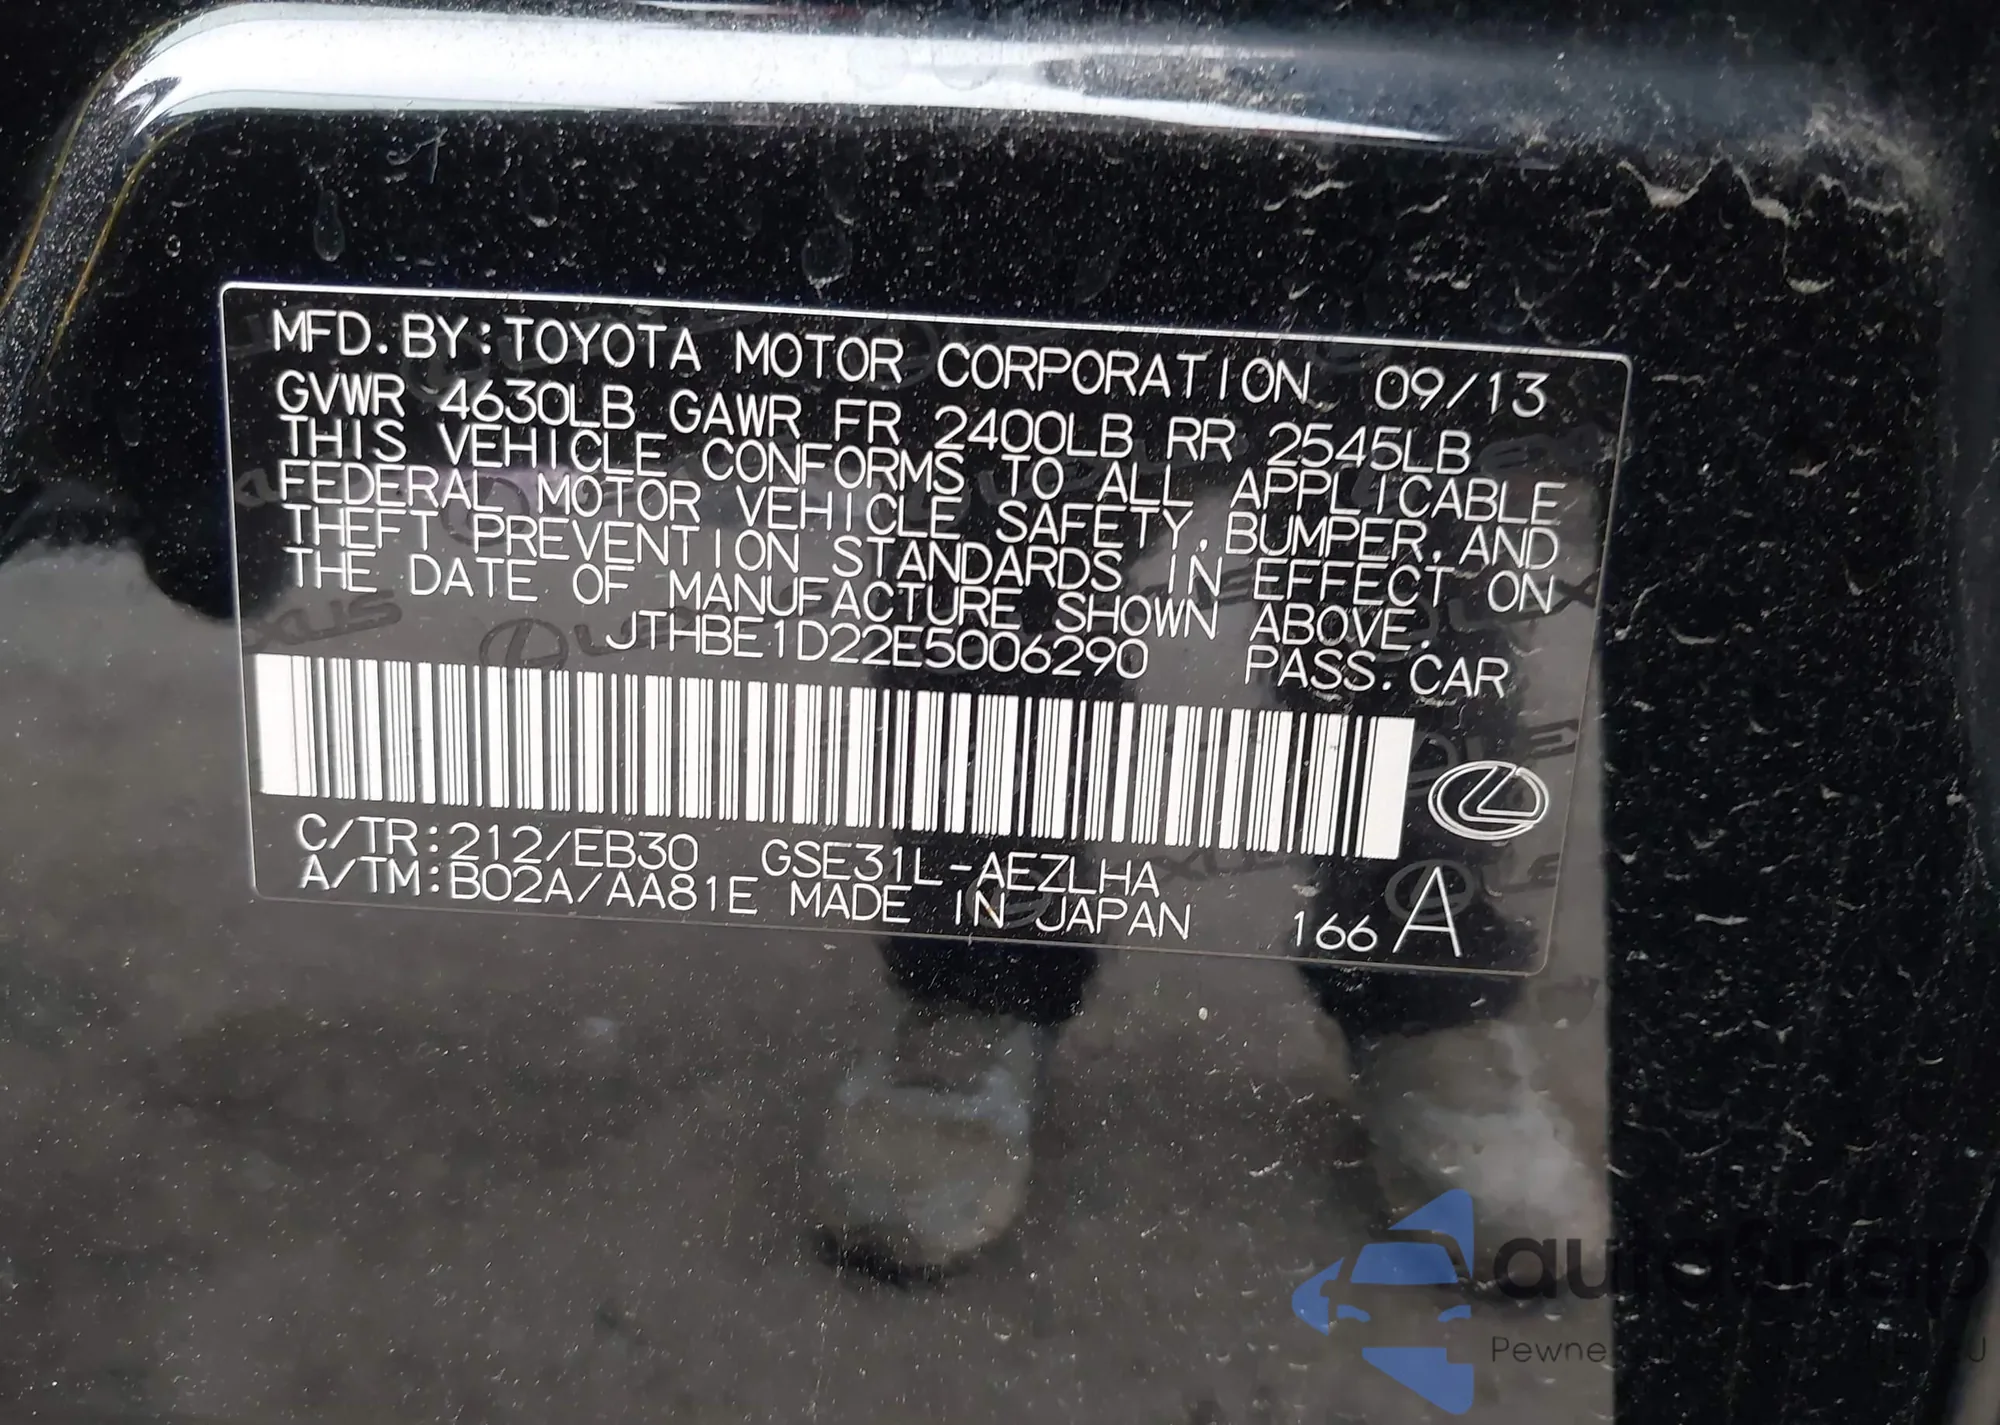 MFD. BY: TOYOTA MOTOR CORPORATION 09/13
GVWR 4630LB GAWR FR 2400LB RR 2545LB
THIS VEHICLE CONFORMS TO ALL APPLICABLE
FEDERAL MOTOR VEHICLE SAFETY, BUMPER, AND
THEFT PREVENTION STANDARDS IN EFFECT ON
THE DATE OF MANUFACTURE SHOWN ABOVE.
JTHBE1D22E5006290 PASS. CAR
C/TR: 212/EB30 GSE31L-AEZLHA
A/TM: B02A/AA81E MADE IN JAPAN 166 A
LEXUS